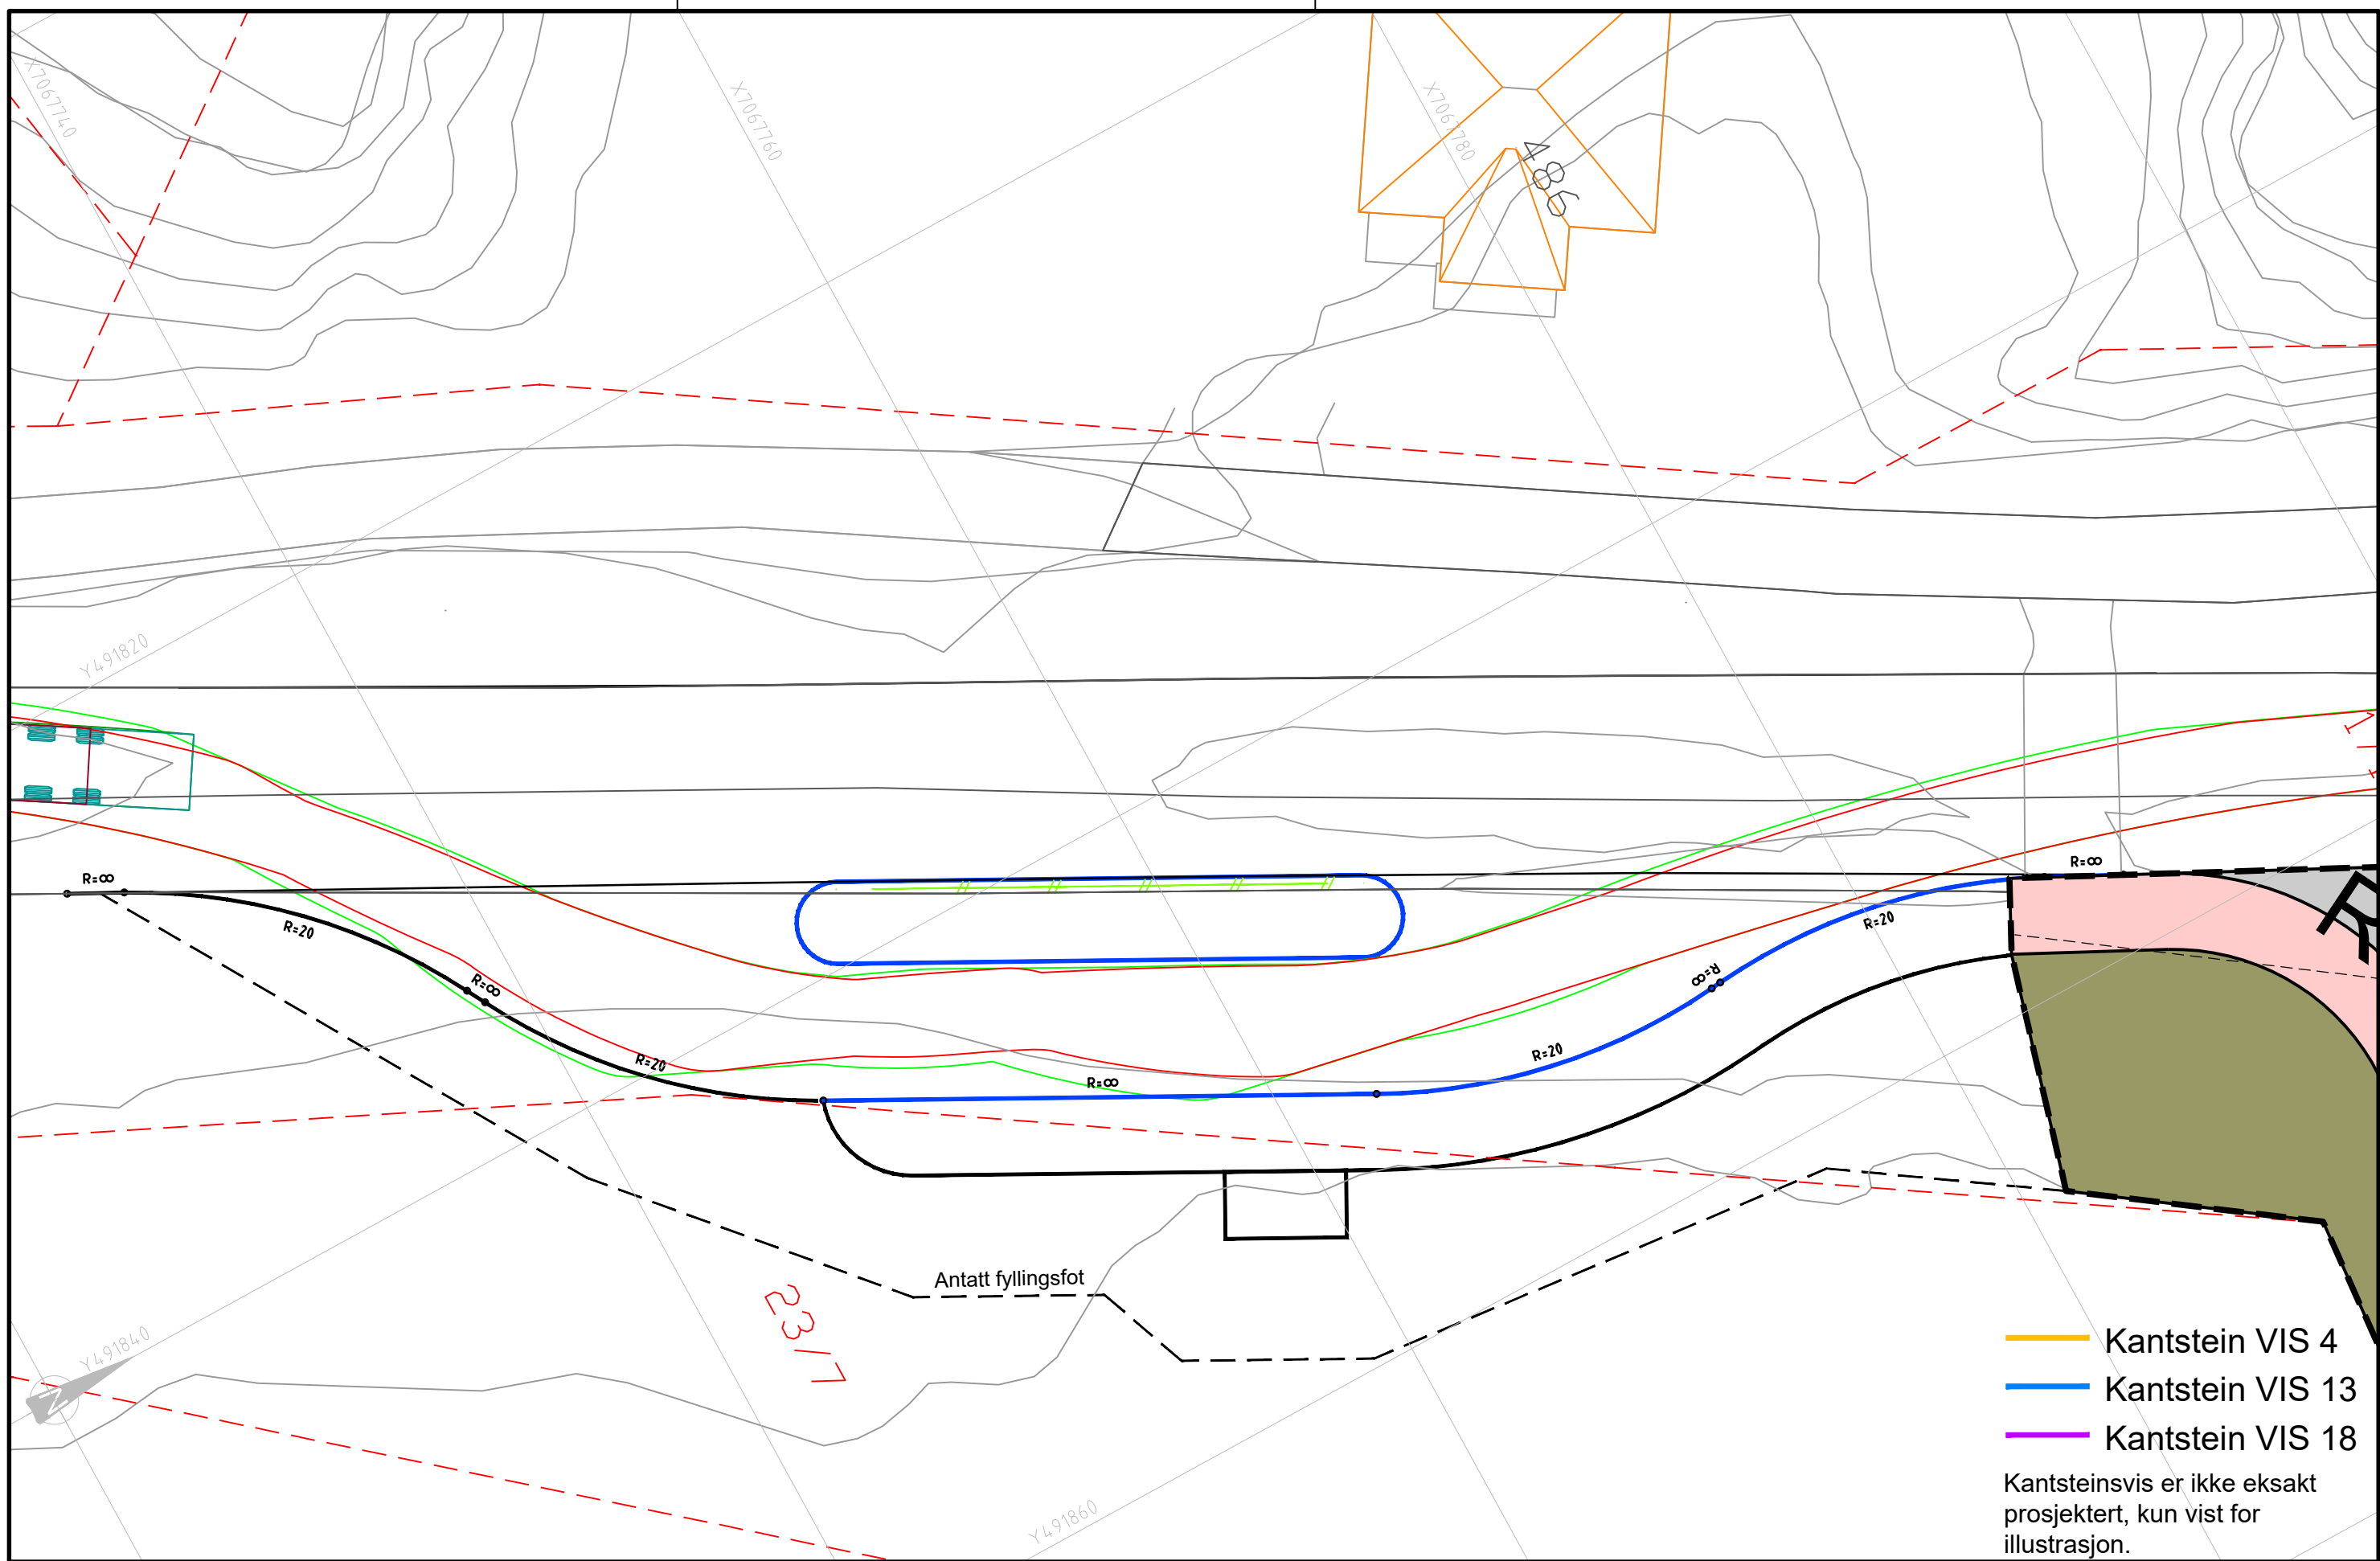 X7067740
X7067760
X7067780
489
Y491820
R=∞
R=20
R=∞
R=20
R=∞
R=20
R=∞
R=20
R=∞
R
Antatt fyllingsfot
23/7
Y491840
N
Y491860
Kantstein VIS 4
Kantstein VIS 13
Kantstein VIS 18
Kantsteinsvis er ikke eksakt
prosjektert, kun vist for
illustrasjon.